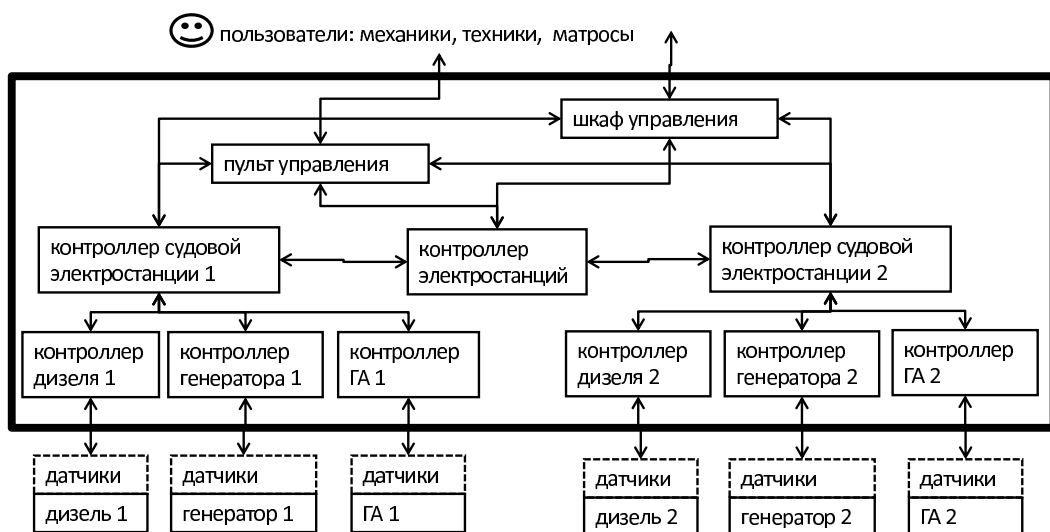 пользователи: механики, техники, матросы
шкаф управления
пульт управления
контроллер судовой
электростанции 1
контроллер
электростанций
контроллер судовой
электростанции 2
контроллер
дизеля 1
контроллер
генератора 1
контроллер
ГА 1
контроллер
дизеля 2
контроллер
генератора 2
контроллер
ГА 2
датчики
дизель 1
датчики
генератор 1
датчики
ГА 1
датчики
дизель 2
датчики
генератор 2
датчики
ГА 2